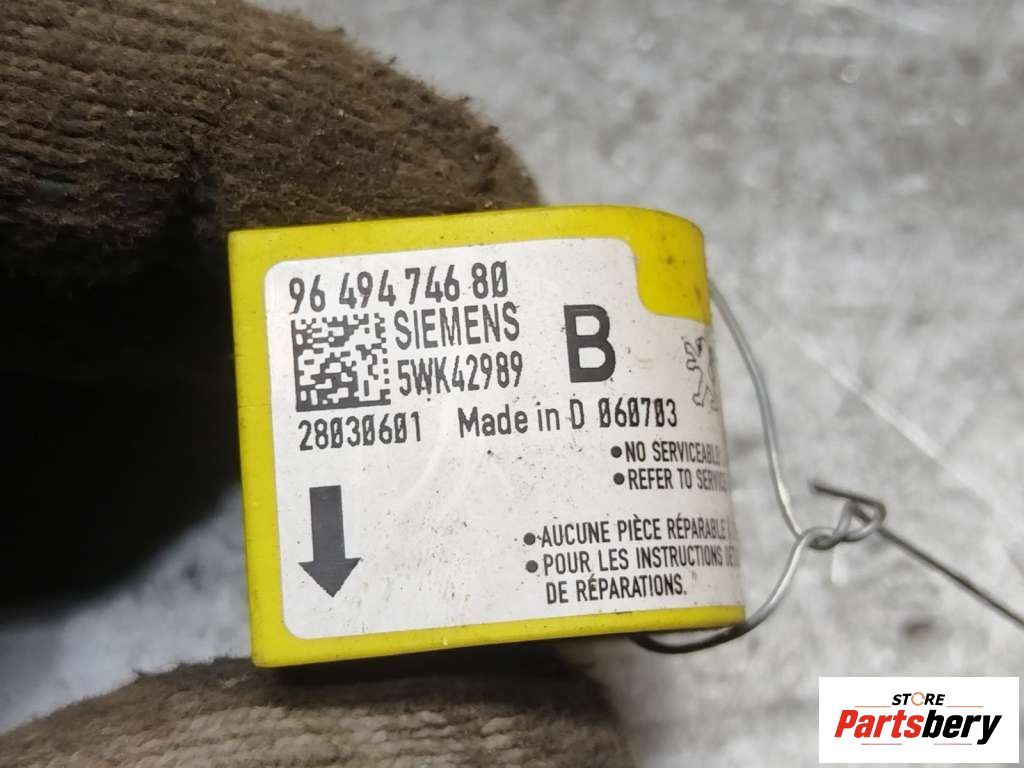 96 494 746 80
SIEMENS
5WK42989
B
28030601 Made in D 060703
•NO SERVICEABLE
•REFER TO SERVICE
•AUCUNE PIÈCE RÉPARABLE
•POUR LES INSTRUCTIONS
DE RÉPARATIONS.
STORE
Partsbery